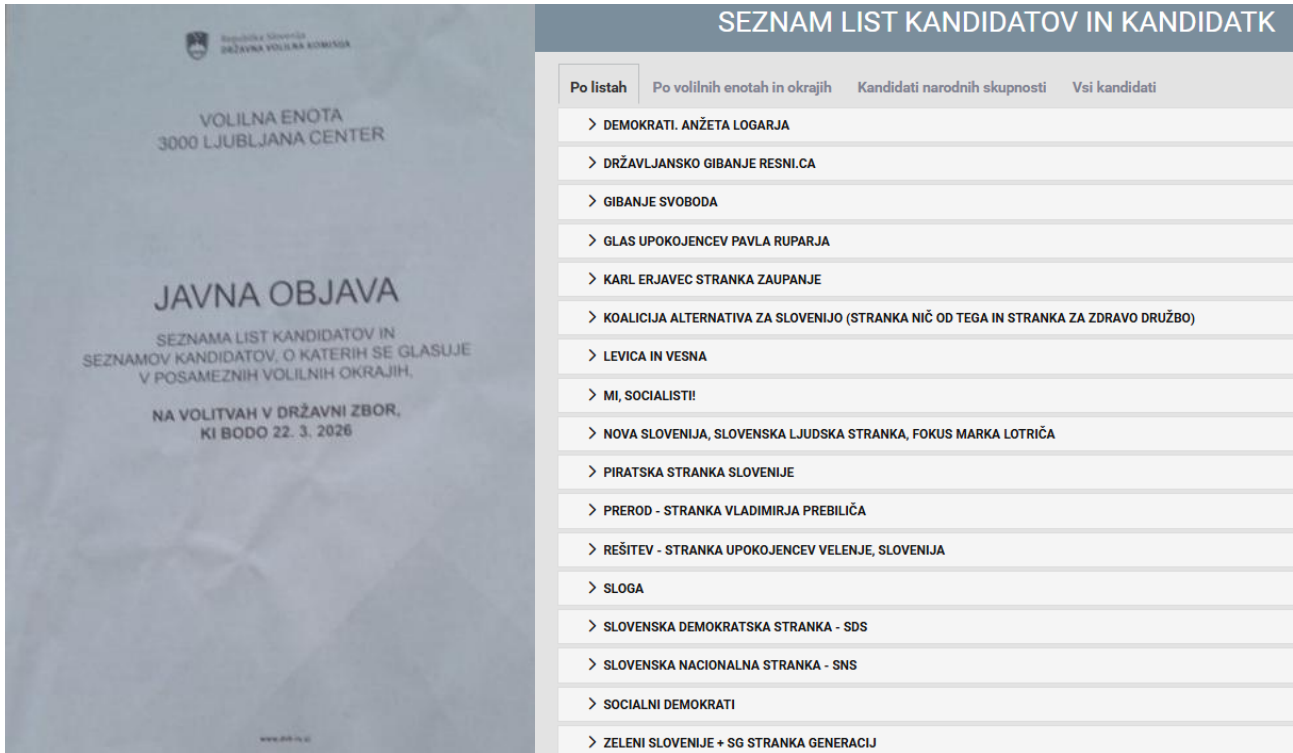 Republika Slovenija
DRŽAVNA VOLILNA KOMISIJA
VOLILNA ENOTA
3000 LJUBLJANA CENTER
JAVNA OBJAVA
SEZNAMA LIST KANDIDATOV IN
SEZNAMOV KANDIDATOV, O KATERIH SE GLASUJE
V POSAMEZNIH VOLILNIH OKRAJIH,
NA VOLITVAH V DRŽAVNI ZBOR,
KI BODO 22. 3. 2026
SEZNAM LIST KANDIDATOV IN KANDIDATK
Po listah Po volilnih enotah in okrajih Kandidati narodnih skupnosti Vsi kandidati
DEMOKRATI. ANŽETA LOGARJA
DRŽAVLJANSKO GIBANJE RESNI.CA
GIBANJE SVOBODA
GLAS UPOKOJENCEV PAVLA RUPARJA
KARL ERJAVEC STRANKA ZAUPANJE
KOALICIJA ALTERNATIVA ZA SLOVENIJO (STRANKA NIČ OD TEGA IN STRANKA ZA ZDRAVO DRUŽBO)
LEVICA IN VESNA
MI, SOCIALISTI!
NOVA SLOVENIJA, SLOVENSKA LJUDSKA STRANKA, FOKUS MARKA LOTRIČA
PIRATSKA STRANKA SLOVENIJE
PREROD - STRANKA VLADIMIRJA PREBILIČA
REŠITEV - STRANKA UPOKOJENCEV VELENJE, SLOVENIJA
SLOGA
SLOVENSKA DEMOKRATSKA STRANKA - SDS
SLOVENSKA NACIONALNA STRANKA - SNS
SOCIALNI DEMOKRATI
ZELENI SLOVENIJE + SG STRANKA GENERACIJ